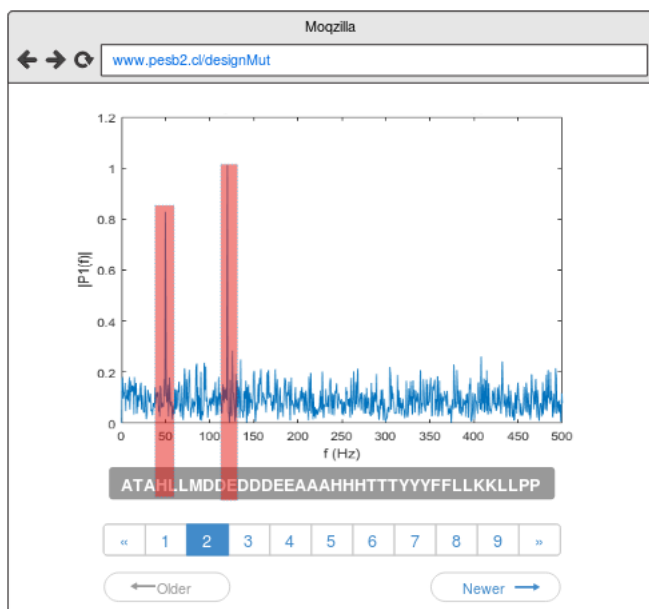 Moqzilla
www.pesb2.cl/designMut
1.2
1
0.8
0.6
0.4
0.2
0
|P1(f)|
0 50 100 150 200 250 300 350 400 450 500
f (Hz)
ATAHLLMDDEDDDEEAAAHHHTTTYYYFFLLKKLLPP
« 1 2 3 4 5 6 7 8 9 »
Older Newer